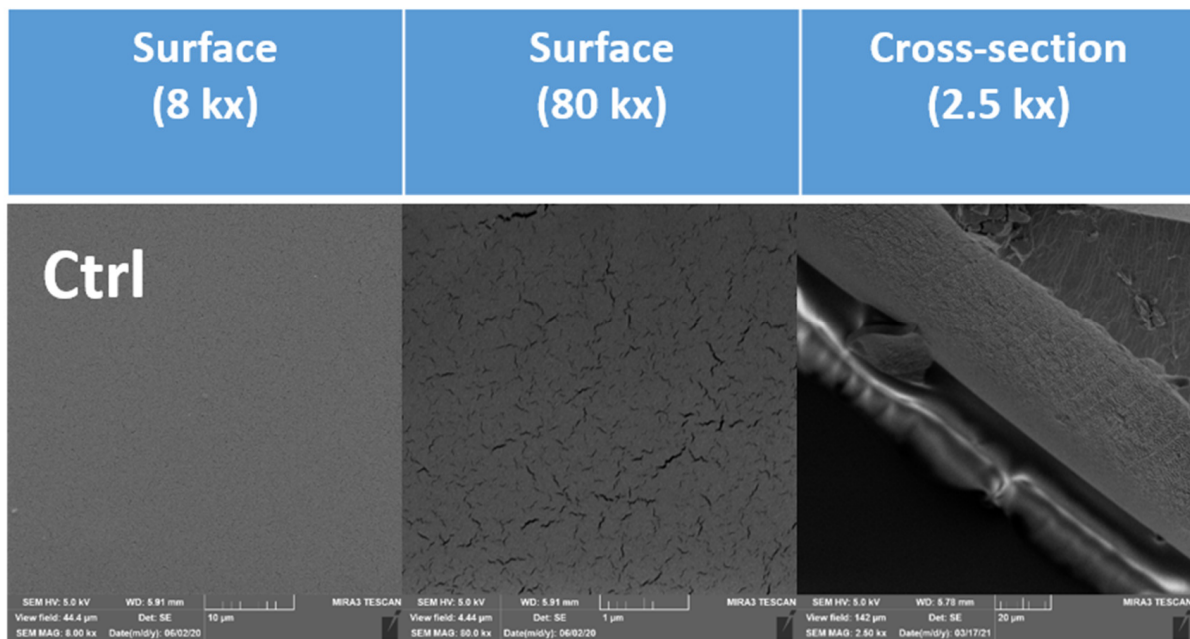 Surface
(8 kx)
Surface
(80 kx)
Cross-section
(2.5 kx)
Ctrl
SEM HV: 5.0 kV WD: 5.91 mm MIRA3 TESCAN
View field: 44.4 µm Det: SE 10 µm
SEM MAG: 8.00 kx Date(m/d/y): 06/02/20
SEM HV: 5.0 kV WD: 5.91 mm MIRA3 TESCAN
View field: 4.44 µm Det: SE 1 µm
SEM MAG: 80.0 kx Date(m/d/y): 06/02/20
SEM HV: 5.0 kV WD: 5.78 mm MIRA3 TESCAN
View field: 142 µm Det: SE 20 µm
SEM MAG: 2.50 kx Date(m/d/y): 03/17/21